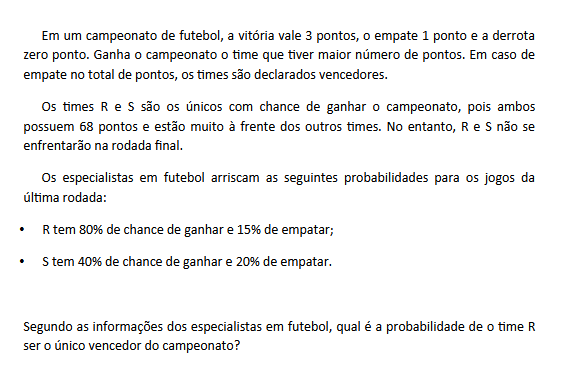 Em um campeonato de futebol, a vitória vale 3 pontos, o empate 1 ponto e a derrota
zero ponto. Ganha o campeonato o time que tiver maior número de pontos. Em caso de
empate no total de pontos, os times são declarados vencedores.
Os times R e S são os únicos com chance de ganhar o campeonato, pois ambos
possuem 68 pontos e estão muito à frente dos outros times. No entanto, R e S não se
enfrentarão na rodada final.
Os especialistas em futebol arriscam as seguintes probabilidades para os jogos da
última rodada:
• R tem 80% de chance de ganhar e 15% de empatar;
• S tem 40% de chance de ganhar e 20% de empatar.
Segundo as informações dos especialistas em futebol, qual é a probabilidade de o time R
ser o único vencedor do campeonato?